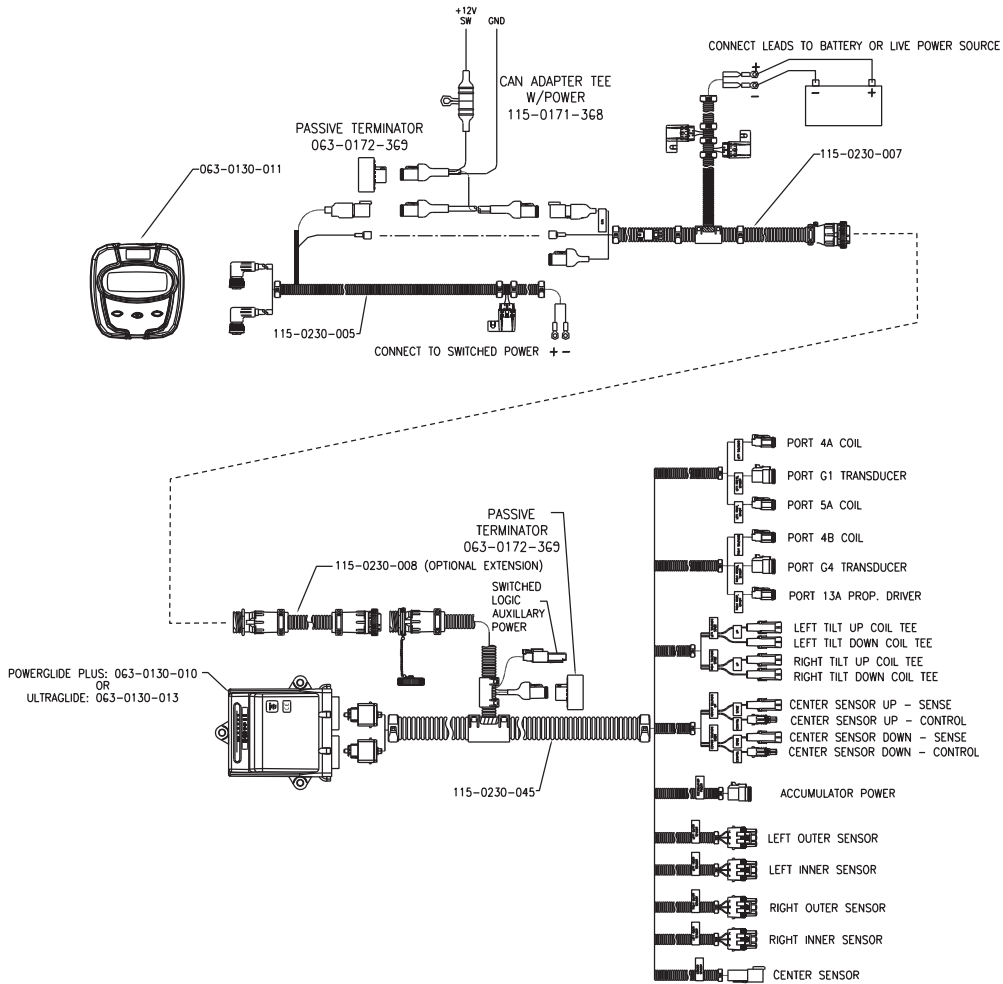 +12V
SW GND
CONNECT LEADS TO BATTERY OR LIVE POWER SOURCE
+
-
- +
CAN ADAPTER TEE
W/POWER
115-0171-368
PASSIVE TERMINATOR
063-0172-369
063-0130-011
115-0230-007
115-0230-005
CONNECT TO SWITCHED POWER + -
PASSIVE
TERMINATOR
063-0172-369
115-0230-008 (OPTIONAL EXTENSION)
SWITCHED
LOGIC
AUXILLARY
POWER
POWERGLIDE PLUS: 063-0130-010
OR
ULTRAGLIDE: 063-0130-013
115-0230-045
PORT 4A COIL
PORT G1 TRANSDUCER
PORT 5A COIL
PORT 4B COIL
PORT G4 TRANSDUCER
PORT 13A PROP. DRIVER
LEFT TILT UP COIL TEE
LEFT TILT DOWN COIL TEE
RIGHT TILT UP COIL TEE
RIGHT TILT DOWN COIL TEE
CENTER SENSOR UP - SENSE
CENTER SENSOR UP - CONTROL
CENTER SENSOR DOWN - SENSE
CENTER SENSOR DOWN - CONTROL
ACCUMULATOR POWER
LEFT OUTER SENSOR
LEFT INNER SENSOR
RIGHT OUTER SENSOR
RIGHT INNER SENSOR
CENTER SENSOR